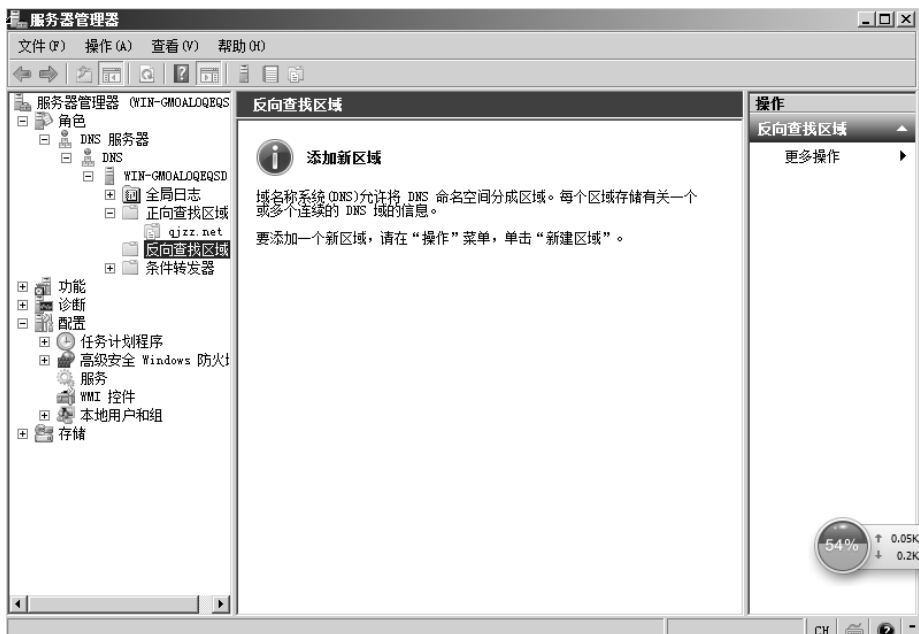 服务器管理器
文件(F) 操作(A) 查看(V) 帮助(H)
服务器管理器 (WIN-GMOALOQEQS
角色
DNS 服务器
DNS
WIN-GMOALOQEQSD
全局日志
正向查找区域
qjzz.net
反向查找区域
条件转发器
功能
诊断
配置
任务计划程序
高级安全 Windows 防火
服务
WMI 控件
本地用户和组
存储
反向查找区域
添加新区域
域名称系统(DNS)允许将 DNS 命名空间分成区域。每个区域存储有关一个
或多个连续的 DNS 域的信息。
要添加一个新区域，请在“操作”菜单，单击“新建区域”。
操作
反向查找区域
更多操作
54%
0.05K
0.2K
CH